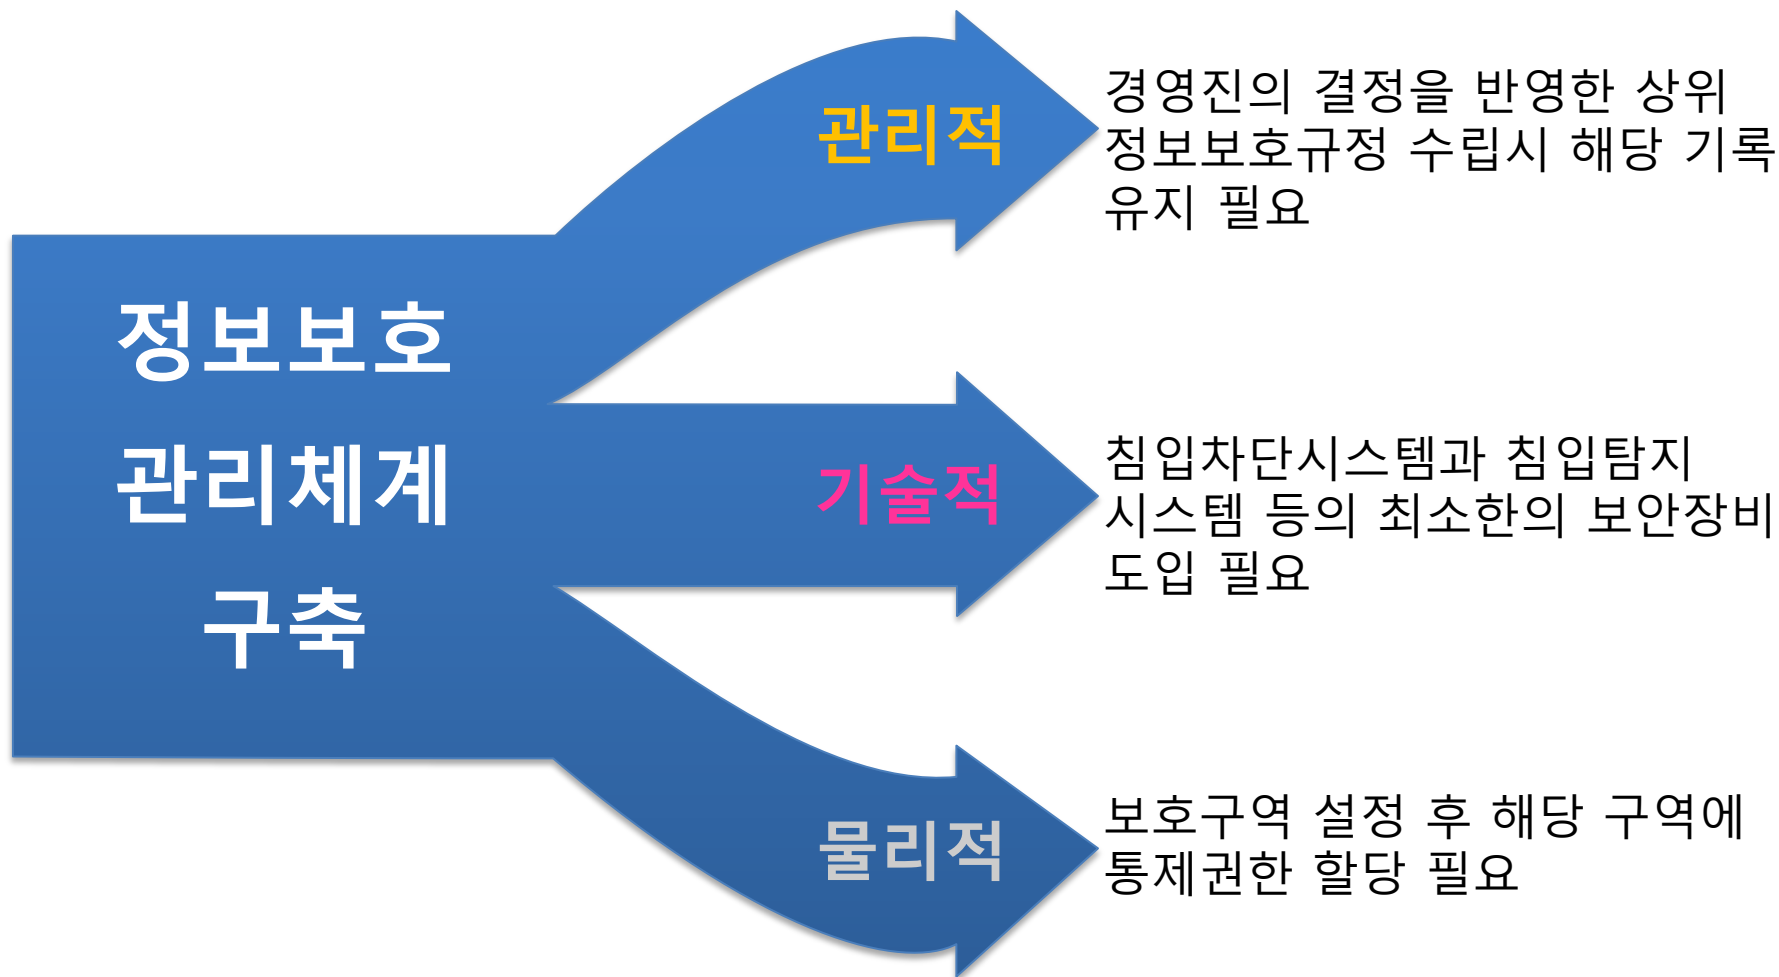 정보보호
관리체계
구축
관리적
경영진의 결정을 반영한 상위
정보보호규정 수립시 해당 기록
유지 필요
기술적
침입차단시스템과 침입탐지
시스템 등의 최소한의 보안장비
도입 필요
물리적
보호구역 설정 후 해당 구역에
통제권한 할당 필요